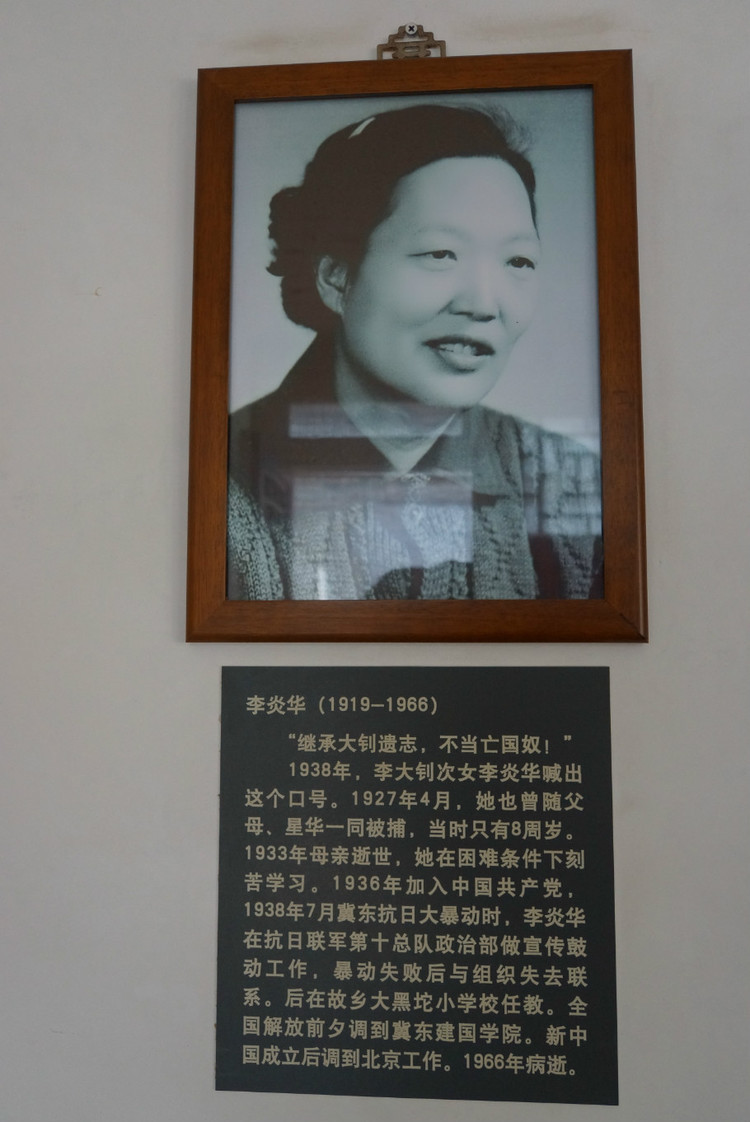 李炎华（1919—1966）
“继承大钊遗志，不当亡国奴！”
1938年，李大钊次女李炎华喊出
这个口号。1927年4月，她也曾随父
母、星华一同被捕，当时只有8周岁。
1933年母亲逝世，她在困难条件下刻
苦学习。1936年加入中国共产党，
1938年7月冀东抗日大暴动时，李炎华
在抗日联军第十总队政治部做宣传鼓
动工作，暴动失败后与组织失去联
系。后在故乡大黑坨小学校任教。全
国解放前夕调到冀东建国学院。新中
国成立后调到北京工作。1966年病逝。